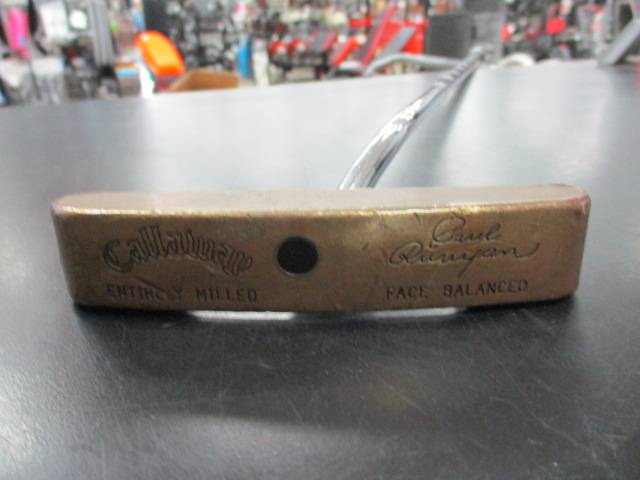 Callaway
Paul
Runyan
ENTIRELY MILLED
FACE BALANCED